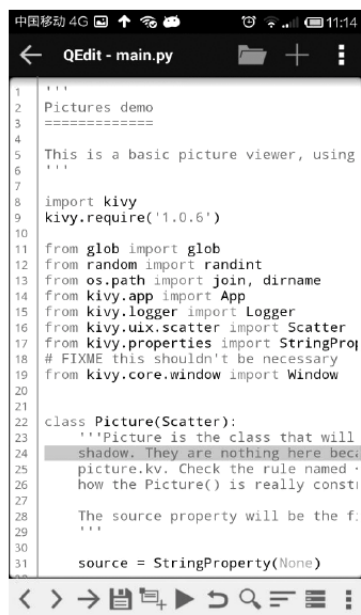 中国移动 4G 11:14
QEdit - main.py
1 '''
2 Pictures demo
3 =============
4
5 This is a basic picture viewer, using
6 '''
7
8 import kivy
9 kivy.require('1.0.6')
10
11 from glob import glob
12 from random import randint
13 from os.path import join, dirname
14 from kivy.app import App
15 from kivy.logger import Logger
16 from kivy.uix.scatter import Scatter
17 from kivy.properties import StringProp
18 # FIXME this shouldn't be necessary
19 from kivy.core.window import Window
20
21
22 class Picture(Scatter):
23 '''Picture is the class that will
24 shadow. They are nothing here beca
25 picture.kv. Check the rule named
26 how the Picture() is really constr
27
28 The source property will be the fi
29 '''
30
31 source = StringProperty(None)